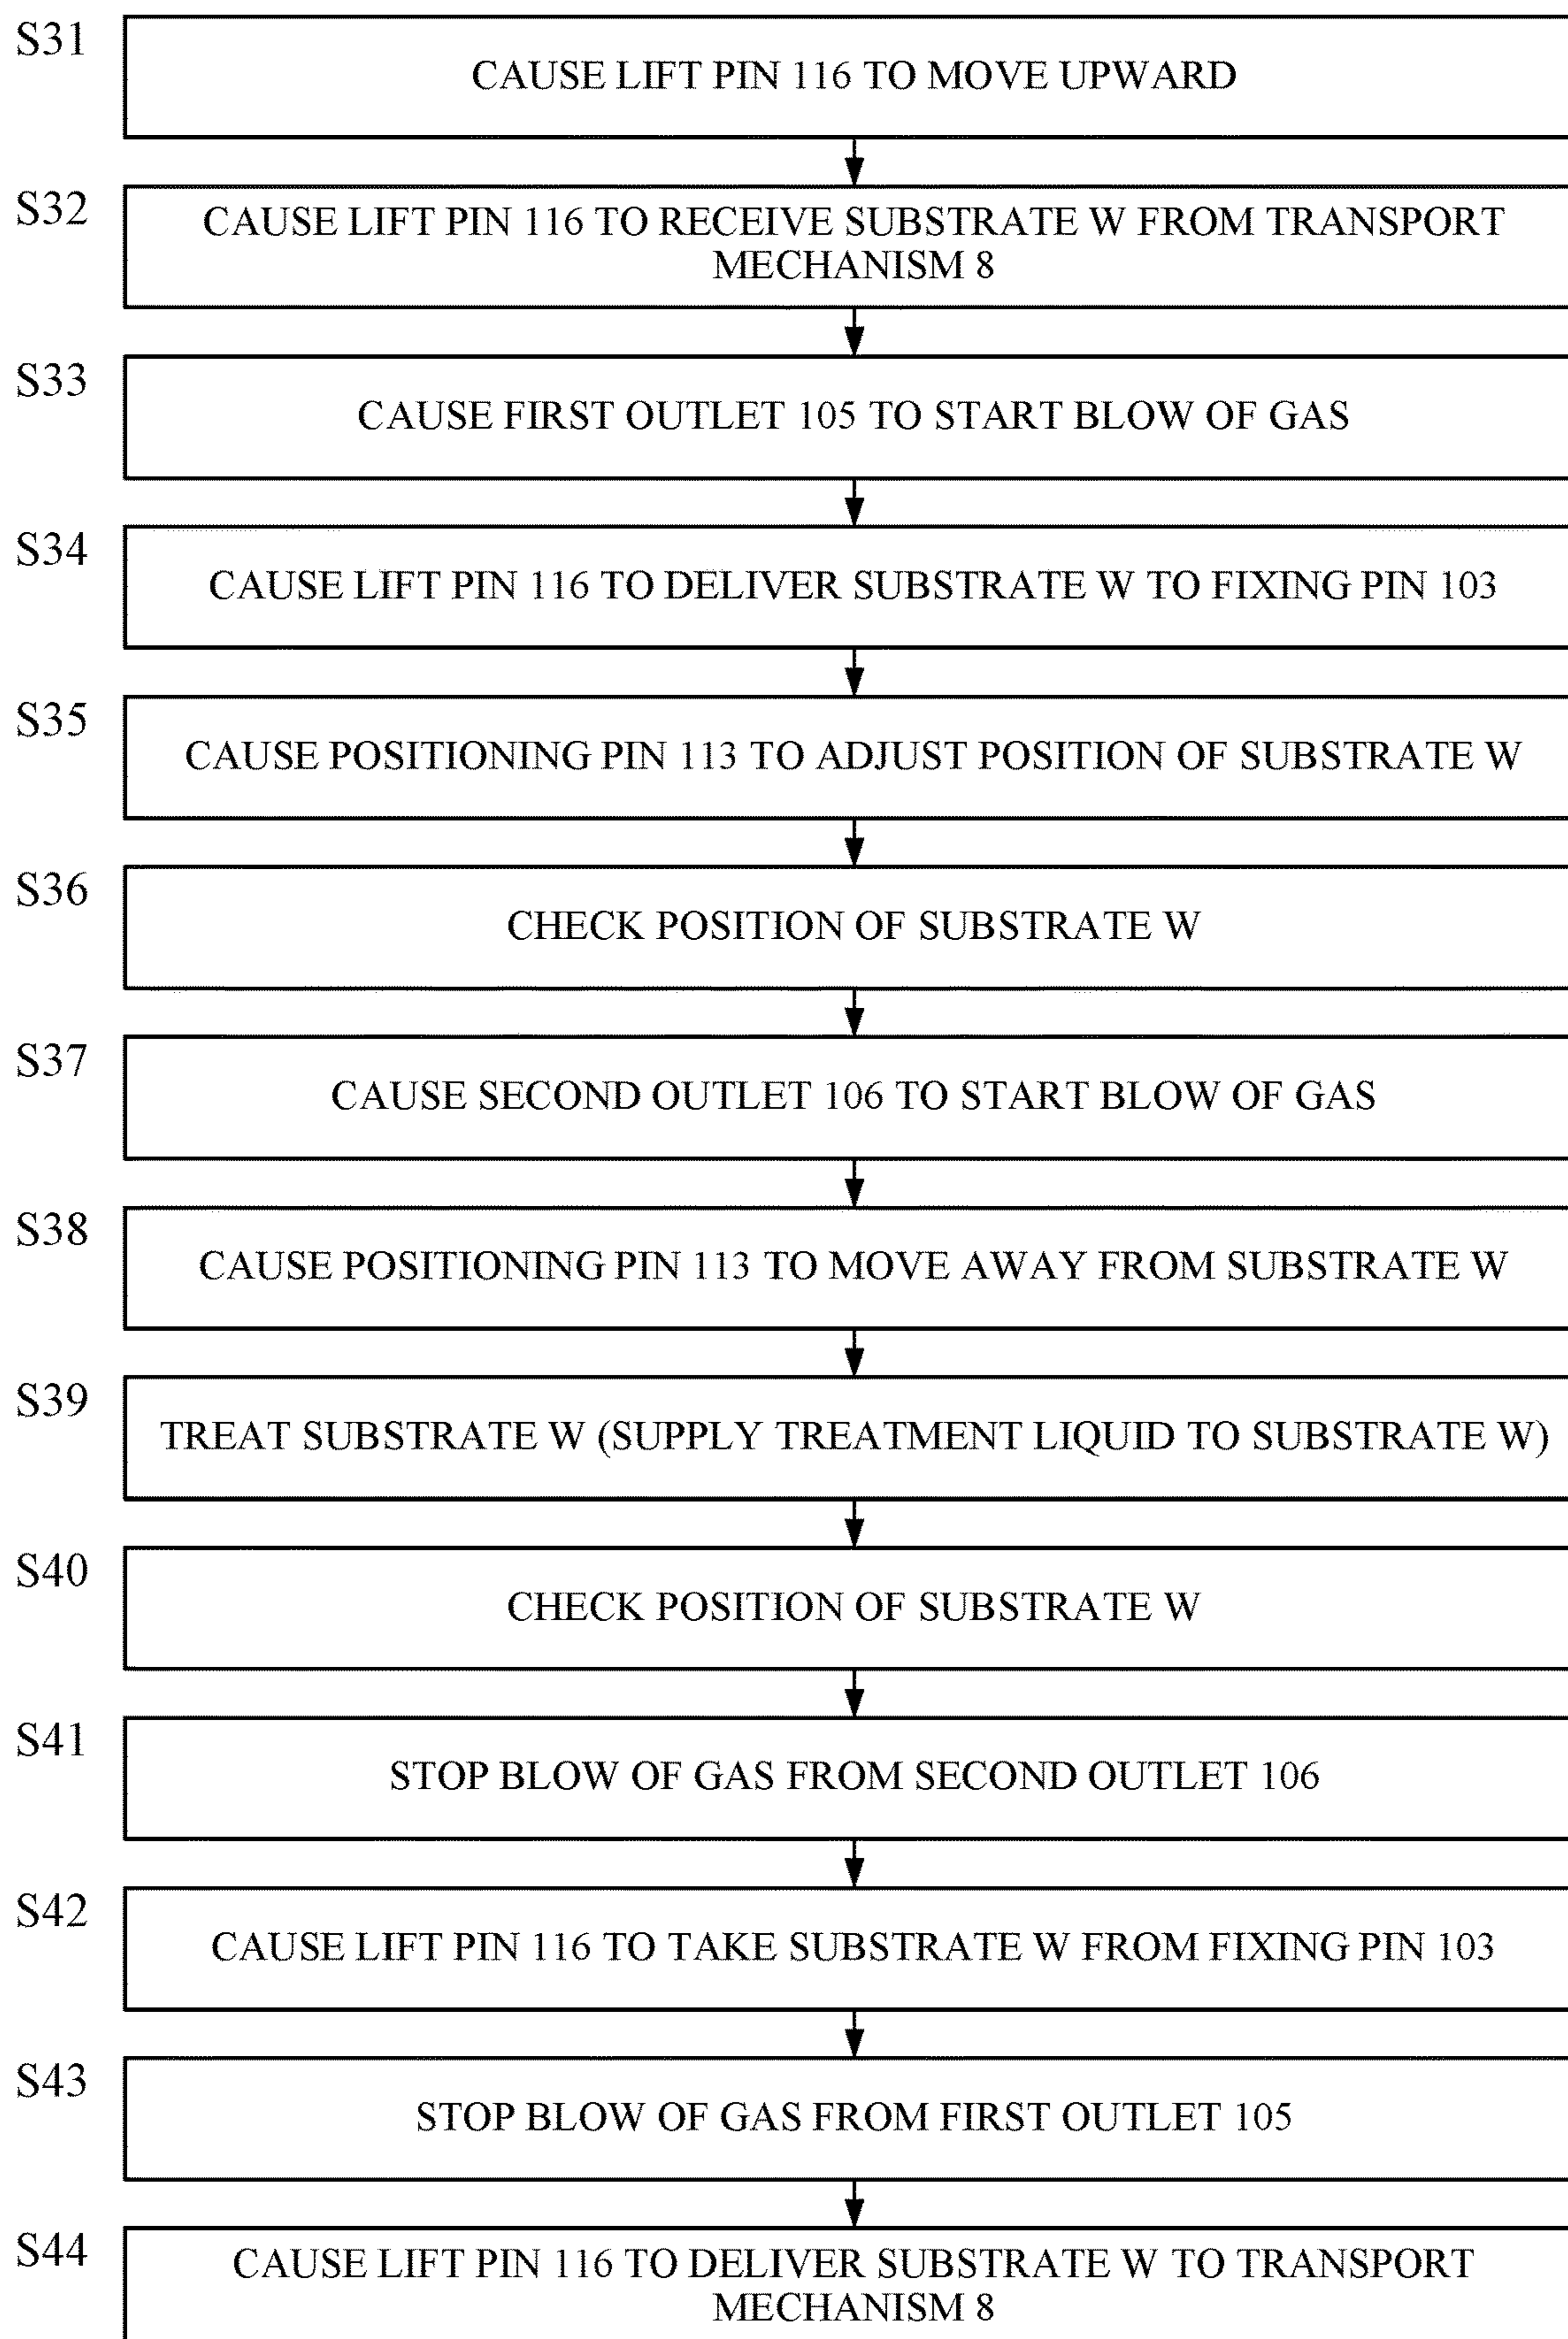 S31
CAUSE LIFT PIN 116 TO MOVE UPWARD
S32
CAUSE LIFT PIN 116 TO RECEIVE SUBSTRATE W FROM TRANSPORT
MECHANISM 8
S33
CAUSE FIRST OUTLET 105 TO START BLOW OF GAS
S34
CAUSE LIFT PIN 116 TO DELIVER SUBSTRATE W TO FIXING PIN 103
S35
CAUSE POSITIONING PIN 113 TO ADJUST POSITION OF SUBSTRATE W
S36
CHECK POSITION OF SUBSTRATE W
S37
CAUSE SECOND OUTLET 106 TO START BLOW OF GAS
S38
CAUSE POSITIONING PIN 113 TO MOVE AWAY FROM SUBSTRATE W
S39
TREAT SUBSTRATE W (SUPPLY TREATMENT LIQUID TO SUBSTRATE W)
S40
CHECK POSITION OF SUBSTRATE W
S41
STOP BLOW OF GAS FROM SECOND OUTLET 106
S42
CAUSE LIFT PIN 116 TO TAKE SUBSTRATE W FROM FIXING PIN 103
S43
STOP BLOW OF GAS FROM FIRST OUTLET 105
S44
CAUSE LIFT PIN 116 TO DELIVER SUBSTRATE W TO TRANSPORT
MECHANISM 8